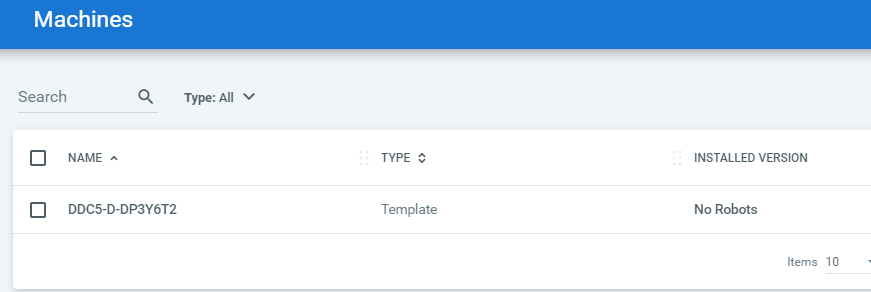 Machines
Search Type: All
NAME TYPE INSTALLED VERSION
DDC5-D-DP3Y6T2 Template No Robots
Items 10